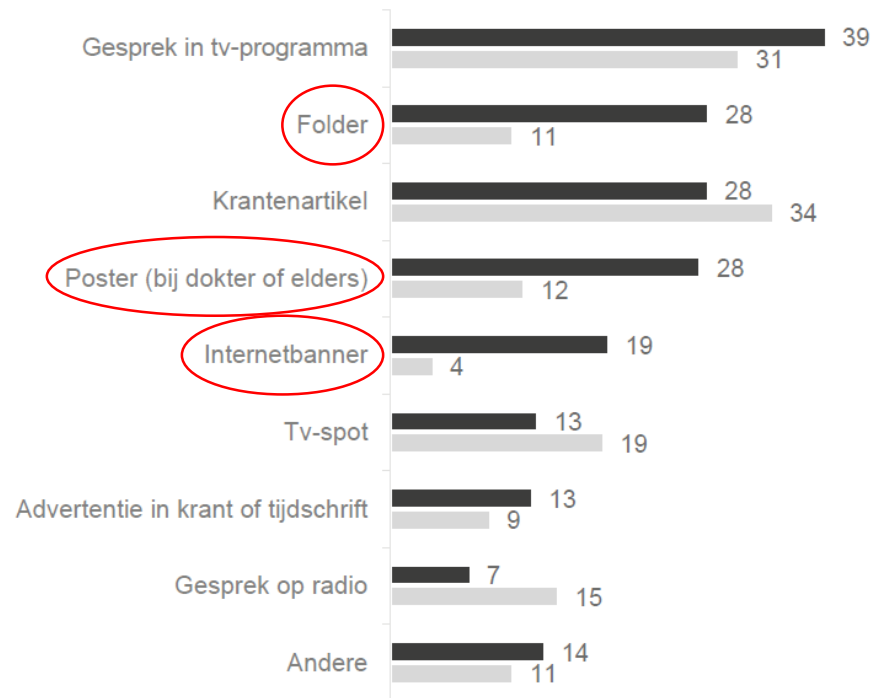 Gesprek in tv-programma
39
31
Folder
28
11
Krantenartikel
28
34
Poster (bij dokter of elders)
28
12
Internetbanner
19
4
Tv-spot
13
19
Advertentie in krant of tijdschrift
13
9
Gesprek op radio
7
15
Andere
14
11